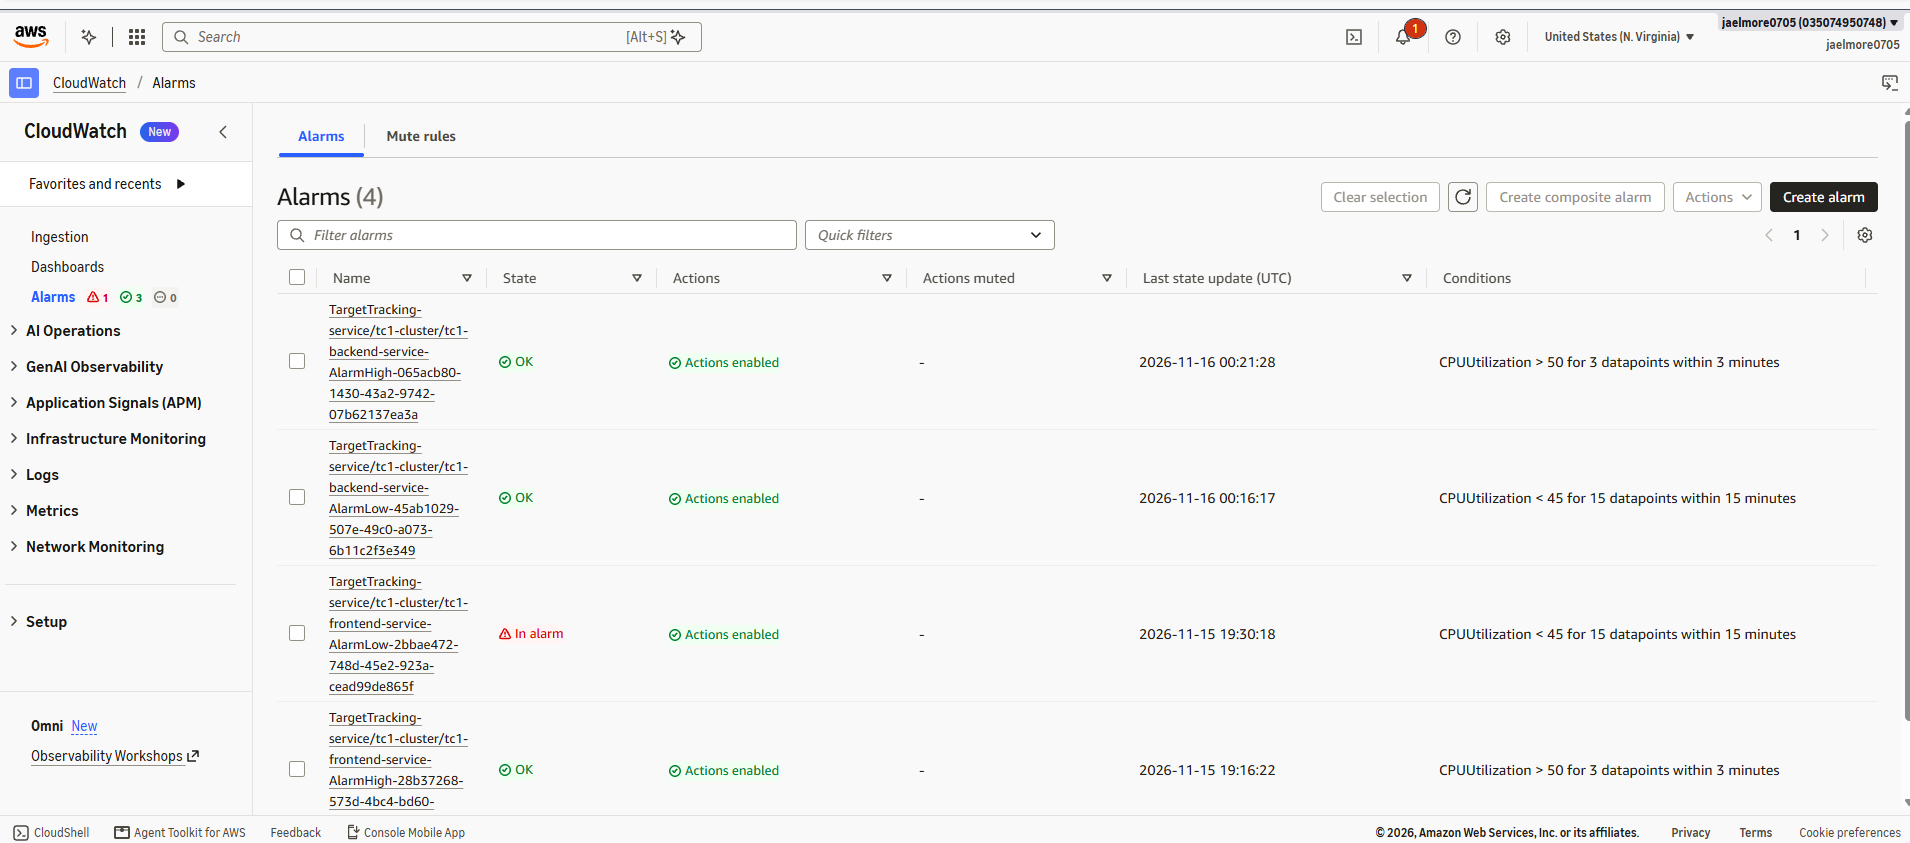 aws
Search
[Alt+S]
1
United States (N. Virginia)
jaelmore0705 (035074950748)
jaelmore0705
CloudWatch / Alarms
CloudWatch New
Favorites and recents
Ingestion
Dashboards
Alarms 1 3 0
AI Operations
GenAI Observability
Application Signals (APM)
Infrastructure Monitoring
Logs
Metrics
Network Monitoring
Setup
Omni New
Observability Workshops
Alarms
Mute rules
Alarms (4)
Clear selection
Create composite alarm
Actions
Create alarm
Filter alarms
Quick filters
1
Name
State
Actions
Actions muted
Last state update (UTC)
Conditions
TargetTracking-
service/tc1-cluster/tc1-
backend-service-
AlarmHigh-065acb80-
1430-43a2-9742-
07b62137ea3a
OK
Actions enabled
-
2026-11-16 00:21:28
CPUUtilization > 50 for 3 datapoints within 3 minutes
TargetTracking-
service/tc1-cluster/tc1-
backend-service-
AlarmLow-45ab1029-
507e-49c0-a073-
6b11c2f3e349
OK
Actions enabled
-
2026-11-16 00:16:17
CPUUtilization < 45 for 15 datapoints within 15 minutes
TargetTracking-
service/tc1-cluster/tc1-
frontend-service-
AlarmLow-2bbae472-
748d-45e2-923a-
cead99de865f
In alarm
Actions enabled
-
2026-11-15 19:30:18
CPUUtilization < 45 for 15 datapoints within 15 minutes
TargetTracking-
service/tc1-cluster/tc1-
frontend-service-
AlarmHigh-28b37268-
573d-4bc4-bd60-
OK
Actions enabled
-
2026-11-15 19:16:22
CPUUtilization > 50 for 3 datapoints within 3 minutes
CloudShell
Agent Toolkit for AWS
Feedback
Console Mobile App
© 2026, Amazon Web Services, Inc. or its affiliates.
Privacy
Terms
Cookie preferences